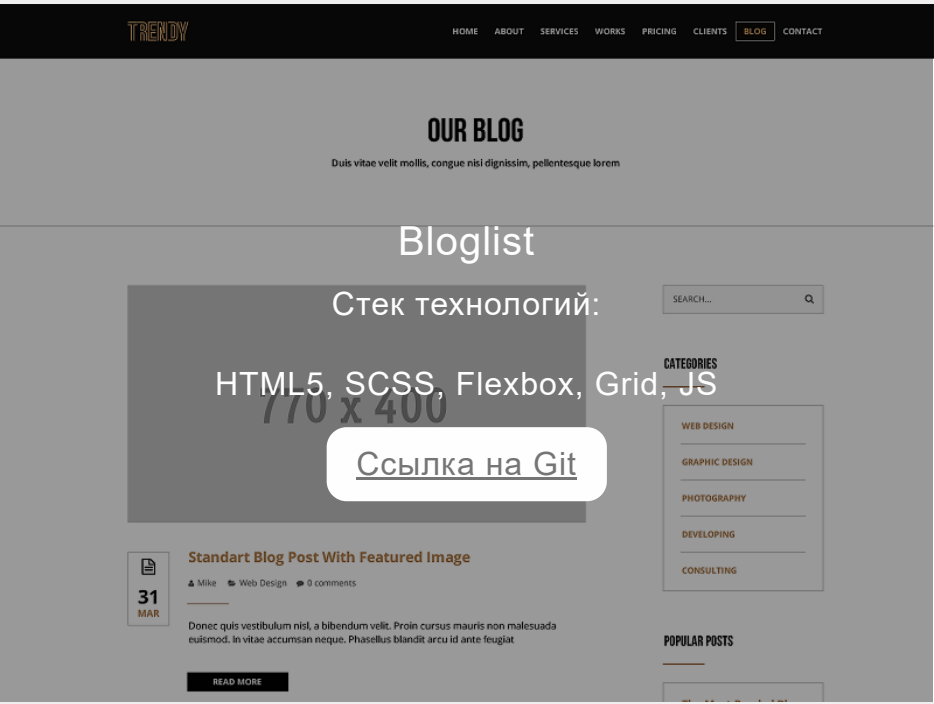 TRENDY
HOME ABOUT SERVICES WORKS PRICING CLIENTS BLOG CONTACT
OUR BLOG
Duis vitae velit mollis, congue nisl dignissim, pellentesque lorem
Bloglist
Стек технологий:
HTML5, SCSS, Flexbox, Grid, JS
770 x 400
Ссылка на Git
Standart Blog Post With Featured Image
31
MAR
Mike Web Design 0 comments
Donec quis vestibulum nisl, a bibendum velit. Proin cursus mauris non malesuada
euismod. In vitae accumsan neque. Phasellus blandit arcu id ante feugiat
READ MORE
SEARCH...
CATEGORIES
WEB DESIGN
GRAPHIC DESIGN
PHOTOGRAPHY
DEVELOPING
CONSULTING
POPULAR POSTS